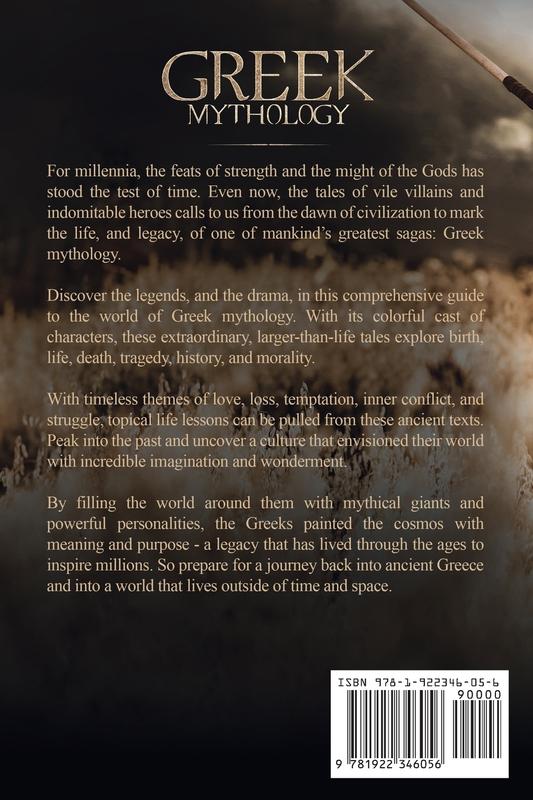 GREEK
MYTHOLOGY
For millennia, the feats of strength and the might of the Gods has
stood the test of time. Even now, the tales of vile villains and
indomitable heroes calls to us from the dawn of civilization to mark
the life, and legacy, of one of mankind's greatest sagas: Greek
mythology.
Discover the legends, and the drama, in this comprehensive guide
to the world of Greek mythology. With its colorful cast of
characters, these extraordinary, larger-than-life tales explore birth,
life, death, tragedy, history, and morality.
With timeless themes of love, loss, temptation, inner conflict, and
struggle, topical life lessons can be pulled from these ancient texts.
Peak into the past and uncover a culture that envisioned their world
with incredible imagination and wonderment.
By filling the world around them with mythical giants and
powerful personalities, the Greeks painted the cosmos with
meaning and purpose - a legacy that has lived through the ages to
inspire millions. So prepare for a journey back into ancient Greece
and into a world that lives outside of time and space.
ISBN 978-1-922346-05-6
90000
9 781922 346056